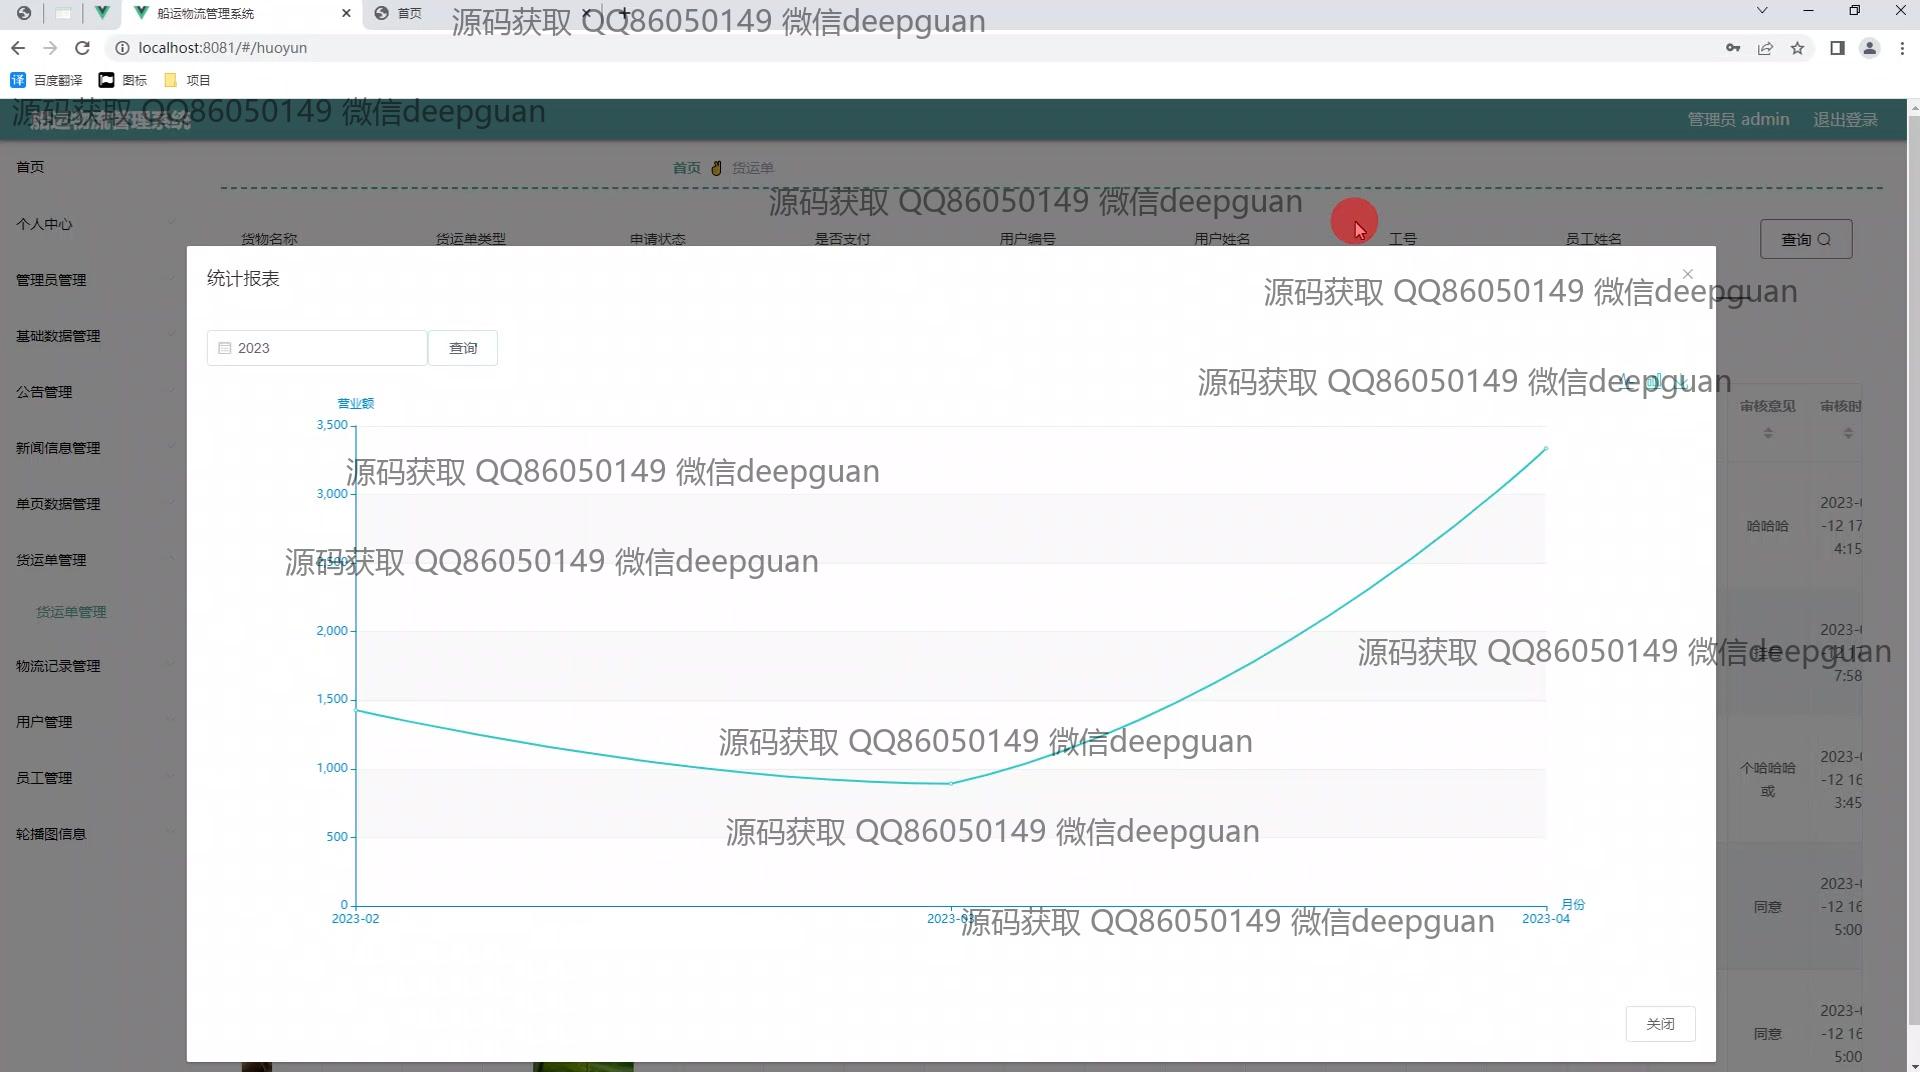 船运物流管理系统
首页
源码获取 QQ86050149 微信deepguan
localhost:8081/#/huoyun
百度翻译
图标
项目
源码获取 QQ86050149 微信deepguan
船运物流管理系统
管理员 admin
退出登录
首页
首页
货运单
源码获取 QQ86050149 微信deepguan
个人中心
货物名称
货运单类型
申请状态
是否支付
用户编号
用户姓名
工号
员工姓名
查询
管理员管理
统计报表
源码获取 QQ86050149 微信deepguan
基础数据管理
2023
查询
公告管理
源码获取 QQ86050149 微信deepguan
营业额
审核意见
审核时
3,500
新闻信息管理
源码获取 QQ86050149 微信deepguan
3,000
单页数据管理
哈哈哈
2023-0
-12 17
4:15
货运单管理
源码获取 QQ86050149 微信deepguan
2,500
货运单管理
2,000
源码获取 QQ86050149 微信deepguan
2023-0
-12 17
7:58
物流记录管理
1,500
用户管理
源码获取 QQ86050149 微信deepguan
1,000
员工管理
个哈哈哈
或
2023-0
-12 16
3:45
轮播图信息
500
源码获取 QQ86050149 微信deepguan
0
月份
2023-02
2023-03
2023-04
源码获取 QQ86050149 微信deepguan
同意
2023-0
-12 16
5:00
关闭
同意
2023-0
-12 16
5:00